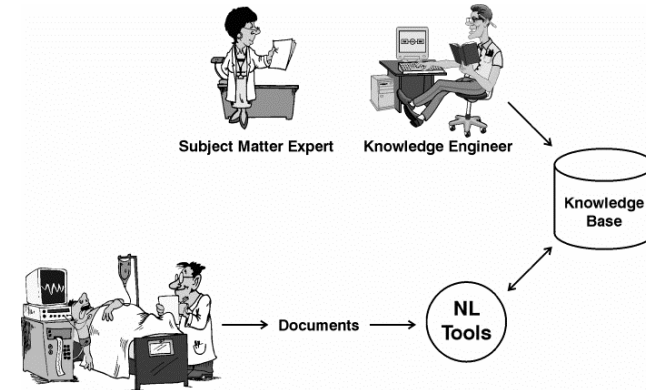 Subject Matter Expert
Knowledge Engineer
Knowledge
Base
Documents
NL
Tools